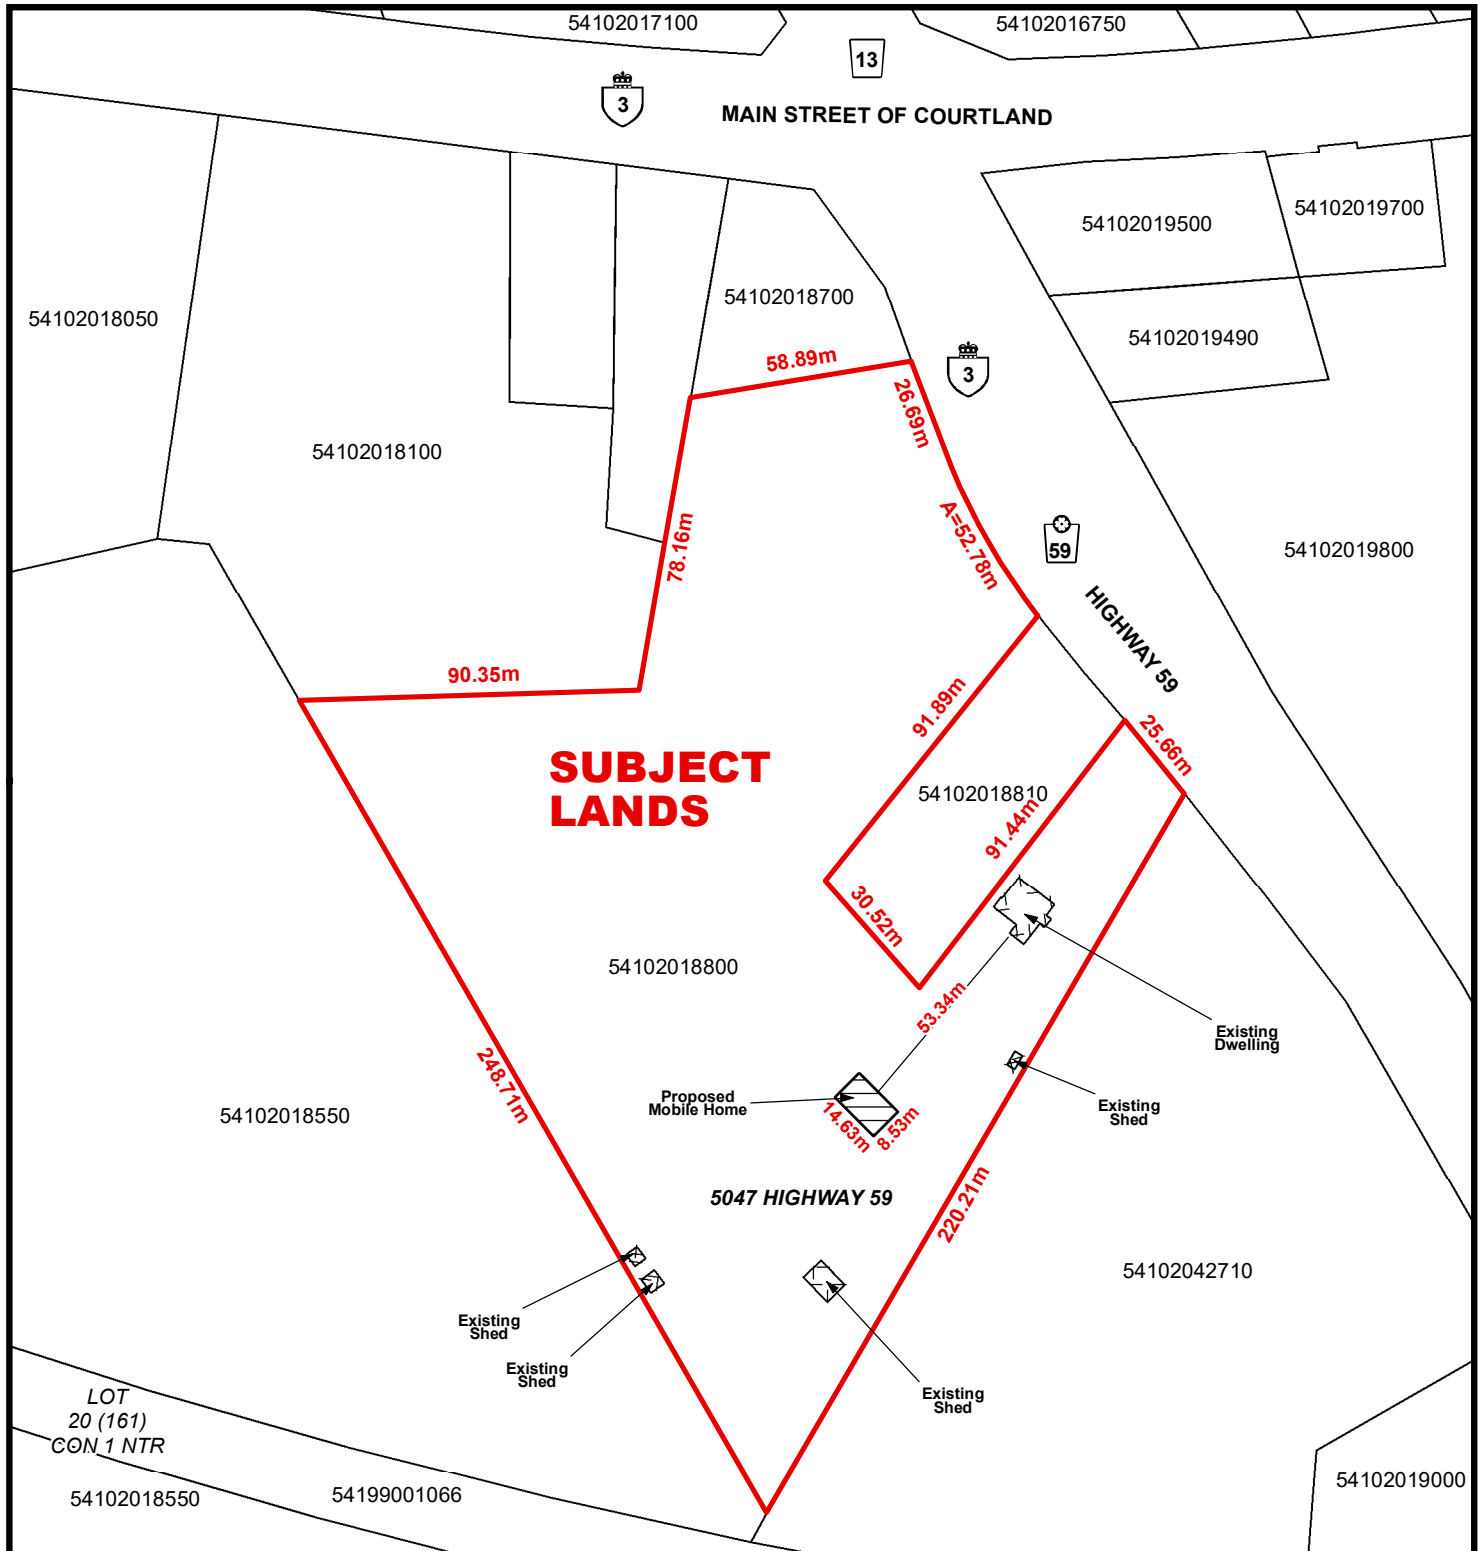 54102017100
54102016750
13
3
MAIN STREET OF COURTLAND
54102019700
54102019500
54102018700
54102018050
54102019490
58.89m
3
26.69m
54102018100
A=52.78m
78.16m
59
54102019800
HIGHWAY 59
90.35m
91.89m
25.66m
SUBJECT
LANDS
54102018810
91.44m
30.52m
54102018800
53.34m
Existing
Dwelling
248.71m
Proposed
Mobile Home
14.63m
8.53m
Existing
Shed
54102018550
5047 HIGHWAY 59
220.21m
54102042710
Existing
Shed
Existing
Shed
Existing
Shed
LOT
20 (161)
CON 1 NTR
54102018550
54199001066
54102019000